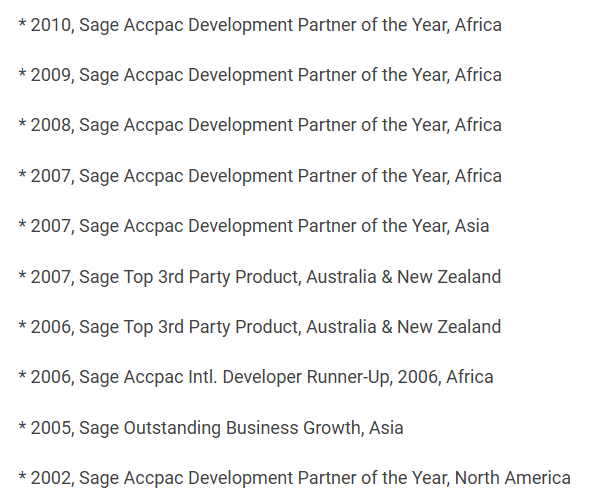 * 2010, Sage Accpac Development Partner of the Year, Africa
* 2009, Sage Accpac Development Partner of the Year, Africa
* 2008, Sage Accpac Development Partner of the Year, Africa
* 2007, Sage Accpac Development Partner of the Year, Africa
* 2007, Sage Accpac Development Partner of the Year, Asia
* 2007, Sage Top 3rd Party Product, Australia & New Zealand
* 2006, Sage Top 3rd Party Product, Australia & New Zealand
* 2006, Sage Accpac Intl. Developer Runner-Up, 2006, Africa
* 2005, Sage Outstanding Business Growth, Asia
* 2002, Sage Accpac Development Partner of the Year, North America